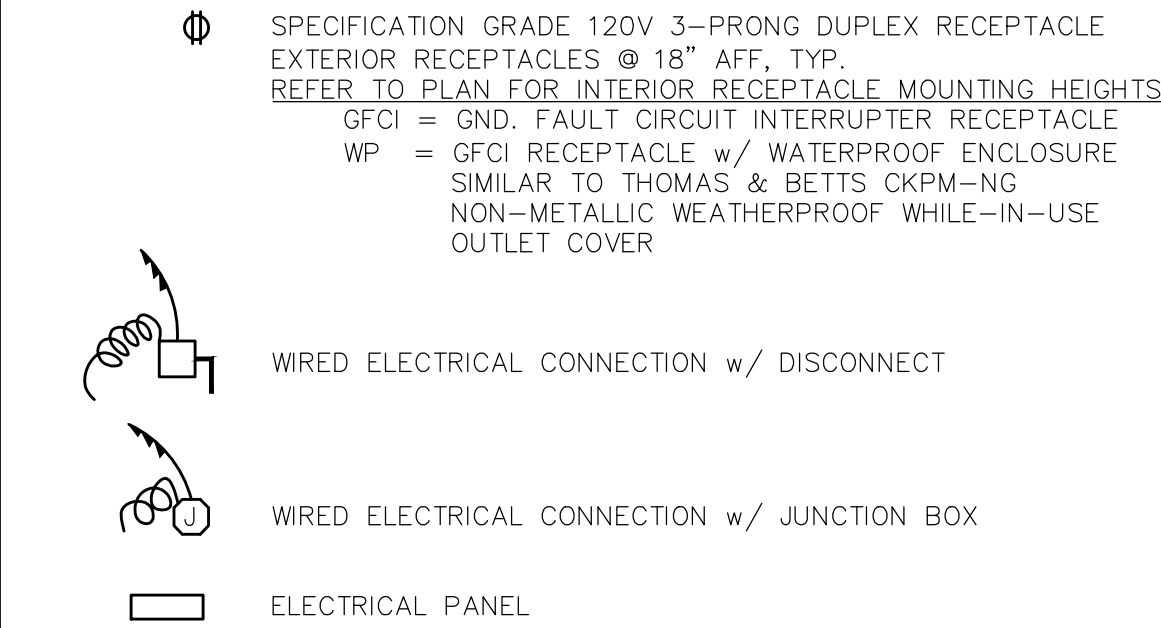 SPECIFICATION GRADE 120V 3-PRONG DUPLEX RECEPTACLE
EXTERIOR RECEPTACLES @ 18" AFF, TYP.
REFER TO PLAN FOR INTERIOR RECEPTACLE MOUNTING HEIGHTS
GFCI = GND. FAULT CIRCUIT INTERRUPTER RECEPTACLE
WP = GFCI RECEPTACLE w/ WATERPROOF ENCLOSURE
SIMILAR TO THOMAS & BETTS CKPM-NG
NON-METALLIC WEATHERPROOF WHILE-IN-USE
OUTLET COVER
WIRED ELECTRICAL CONNECTION w/ DISCONNECT
J WIRED ELECTRICAL CONNECTION w/ JUNCTION BOX
ELECTRICAL PANEL